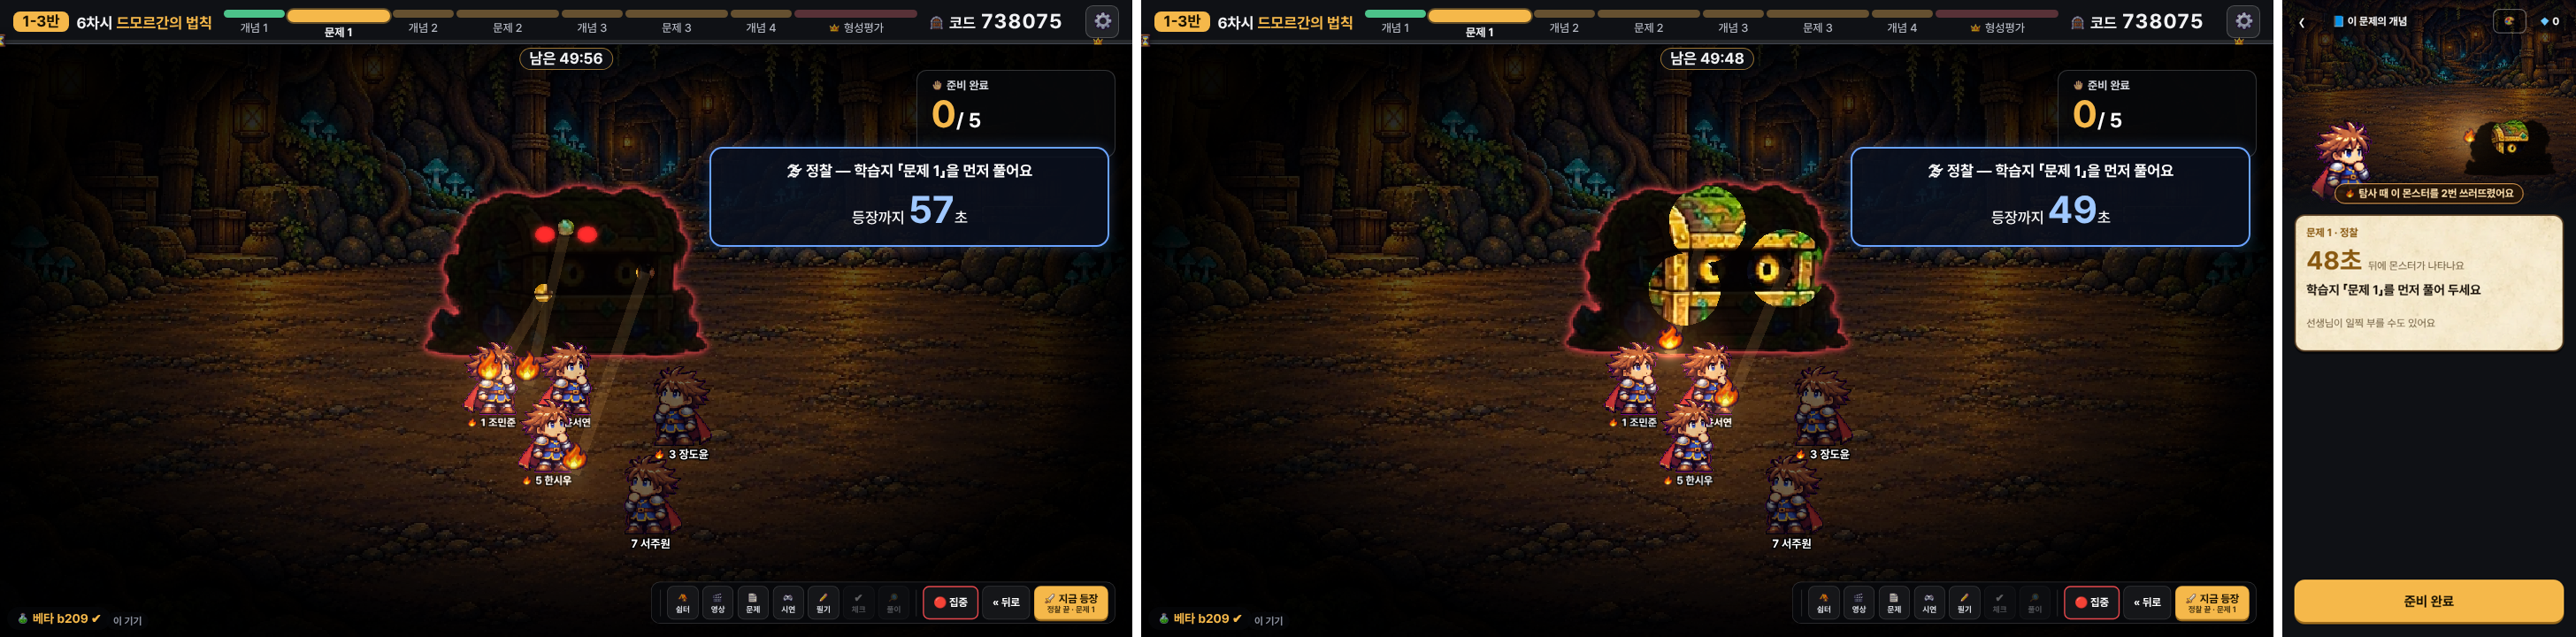 1-3반 6차시 드모르간의 법칙
개념 1
문제 1
개념 2
문제 2
개념 3
문제 3
개념 4
형성평가
코드 738075
남은 49:56
준비 완료
0/ 5
정찰 — 학습지 「문제 1」을 먼저 풀어요
등장까지 57초
1 조민준
서연
3 장도윤
5 한시우
7 서주원
베타 b209 ✔ 이 기기
쉼터
영상
문제
시연
필기
체크
풀이
집중
« 뒤로
지금 등장
정찰 끝 · 문제 1
1-3반 6차시 드모르간의 법칙
개념 1
문제 1
개념 2
문제 2
개념 3
문제 3
개념 4
형성평가
코드 738075
남은 49:48
준비 완료
0/ 5
정찰 — 학습지 「문제 1」을 먼저 풀어요
등장까지 49초
1 조민준
서연
3 장도윤
5 한시우
7 서주원
베타 b209 ✔ 이 기기
쉼터
영상
문제
시연
필기
체크
풀이
집중
« 뒤로
지금 등장
정찰 끝 · 문제 1
이 문제의 개념
0
탐사 때 이 몬스터를 2번 쓰러뜨렸어요
문제 1 · 정찰
48초 뒤에 몬스터가 나타나요
학습지 「문제 1」를 먼저 풀어 두세요
선생님이 일찍 부를 수도 있어요
준비 완료